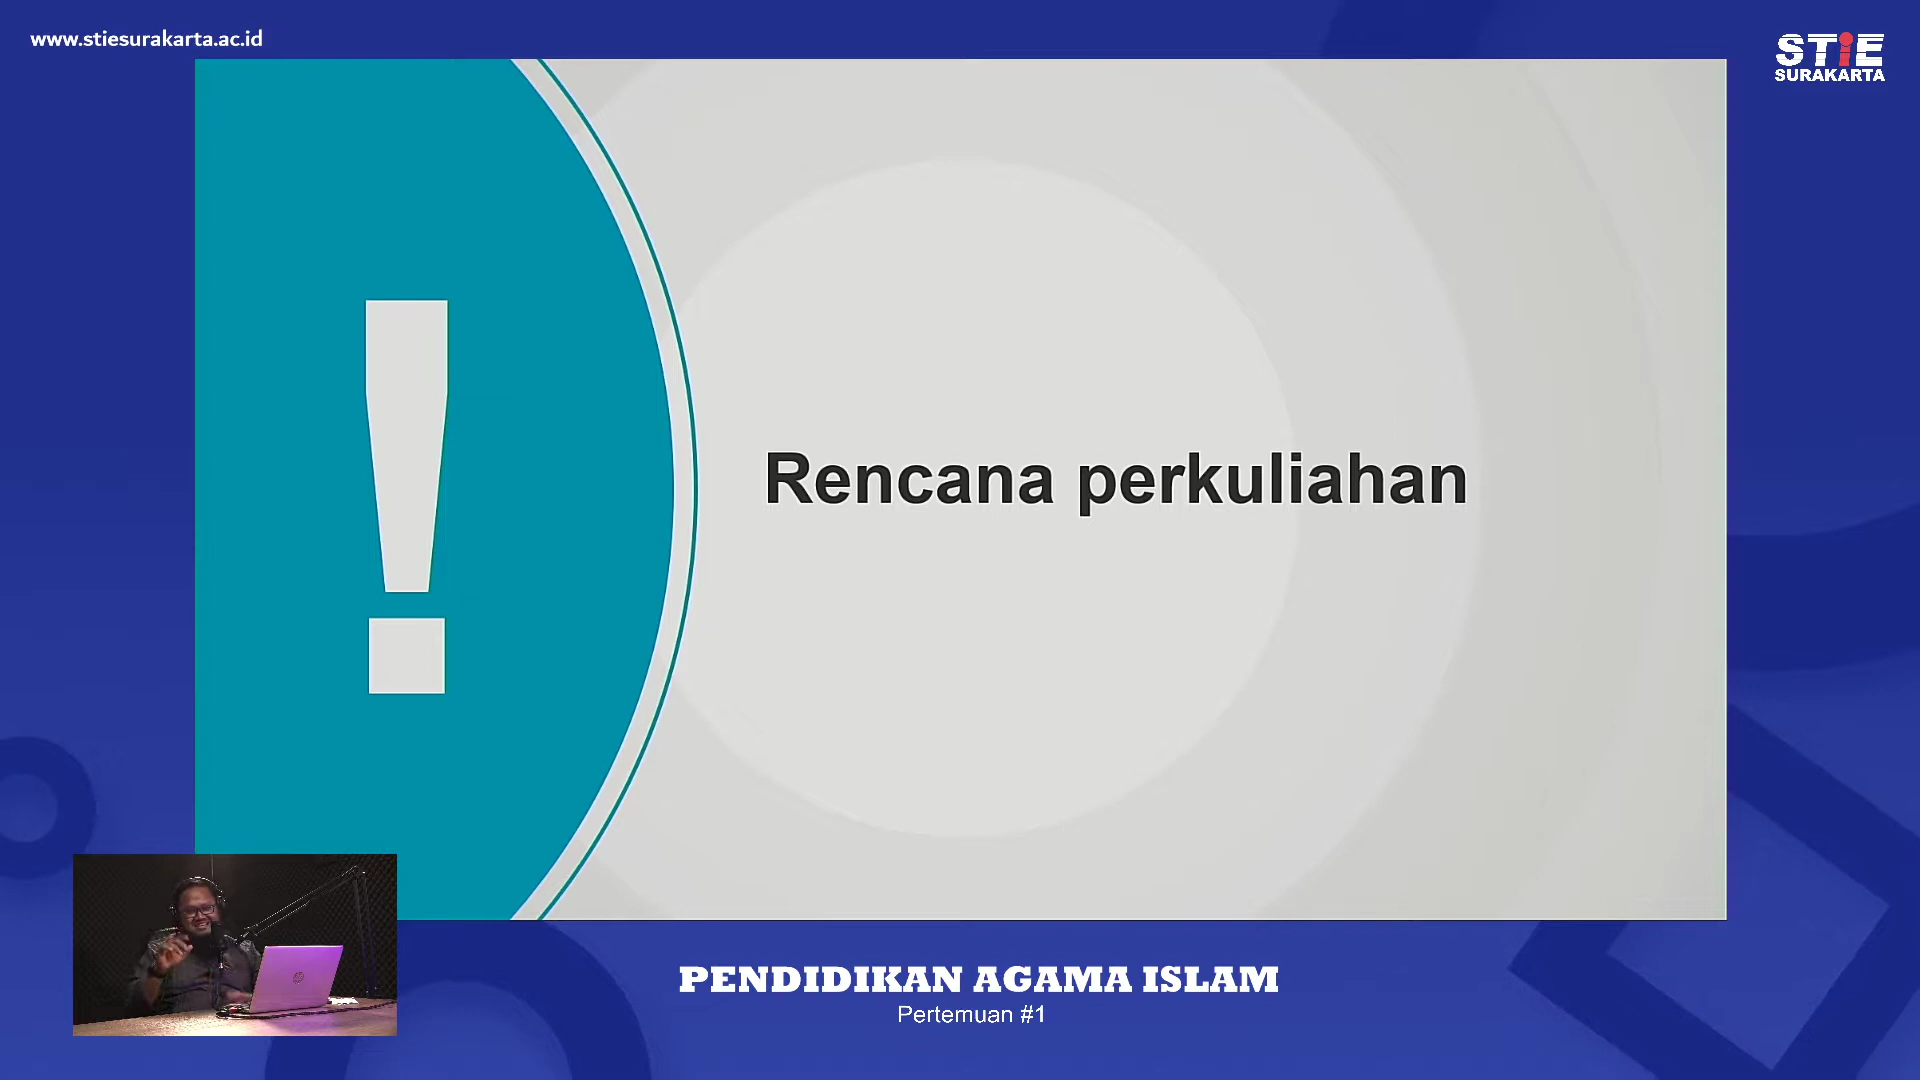 www.stiesurakarta.ac.id
STiE
SURAKARTA
!
Rencana perkuliahan
PENDIDIKAN AGAMA ISLAM
Pertemuan #1